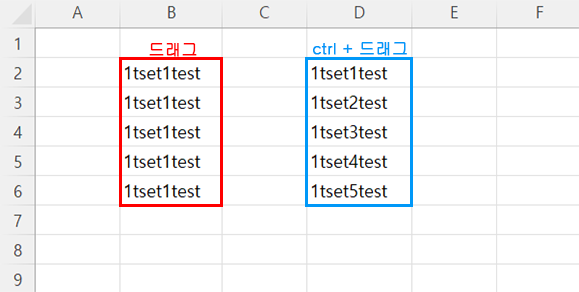 A B C D E F
1 드래그 ctrl + 드래그
2 1tset1test 1tset1test
3 1tset1test 1tset2test
4 1tset1test 1tset3test
5 1tset1test 1tset4test
6 1tset1test 1tset5test
7
8
9